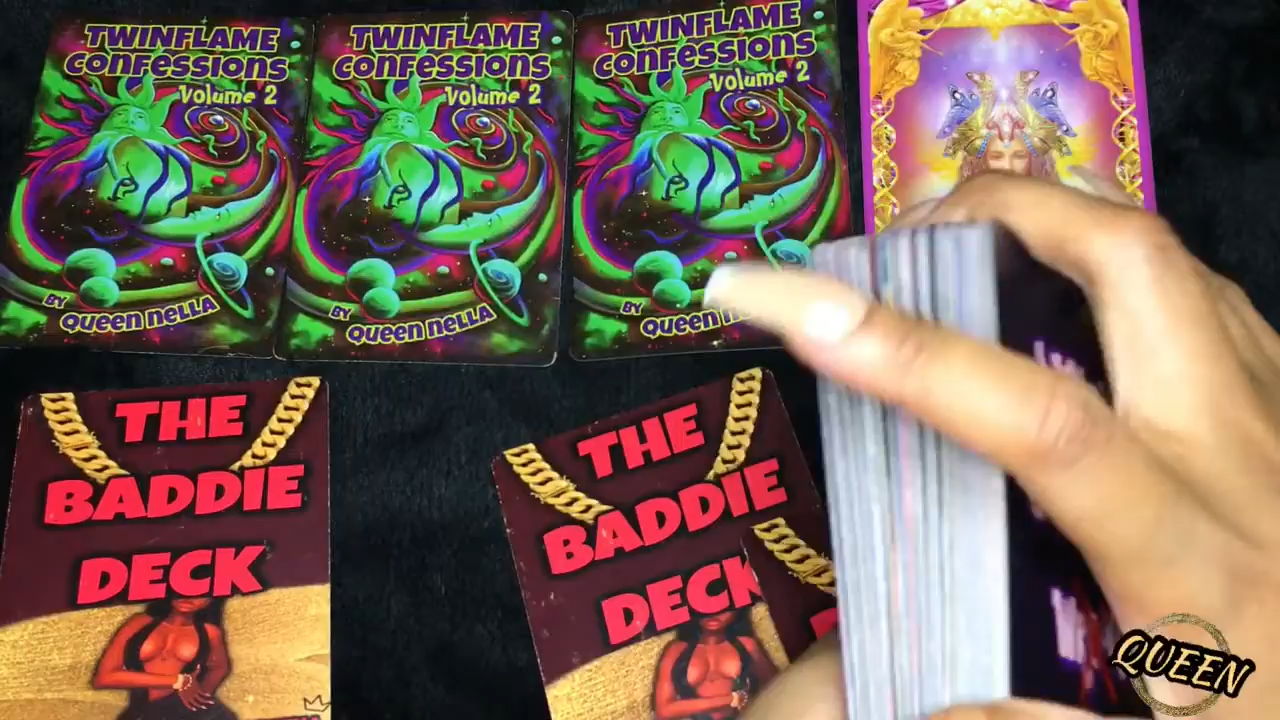 TWINFLAME
CONFESSIONS
Volume 2
BY
QUEEN NELLA
TWINFLAME
CONFESSIONS
Volume 2
BY
QUEEN NELLA
TWINFLAME
CONFESSIONS
Volume 2
BY
QUEEN
THE
BADDIE
DECK
THE
BADDIE
DECK
QUEEN